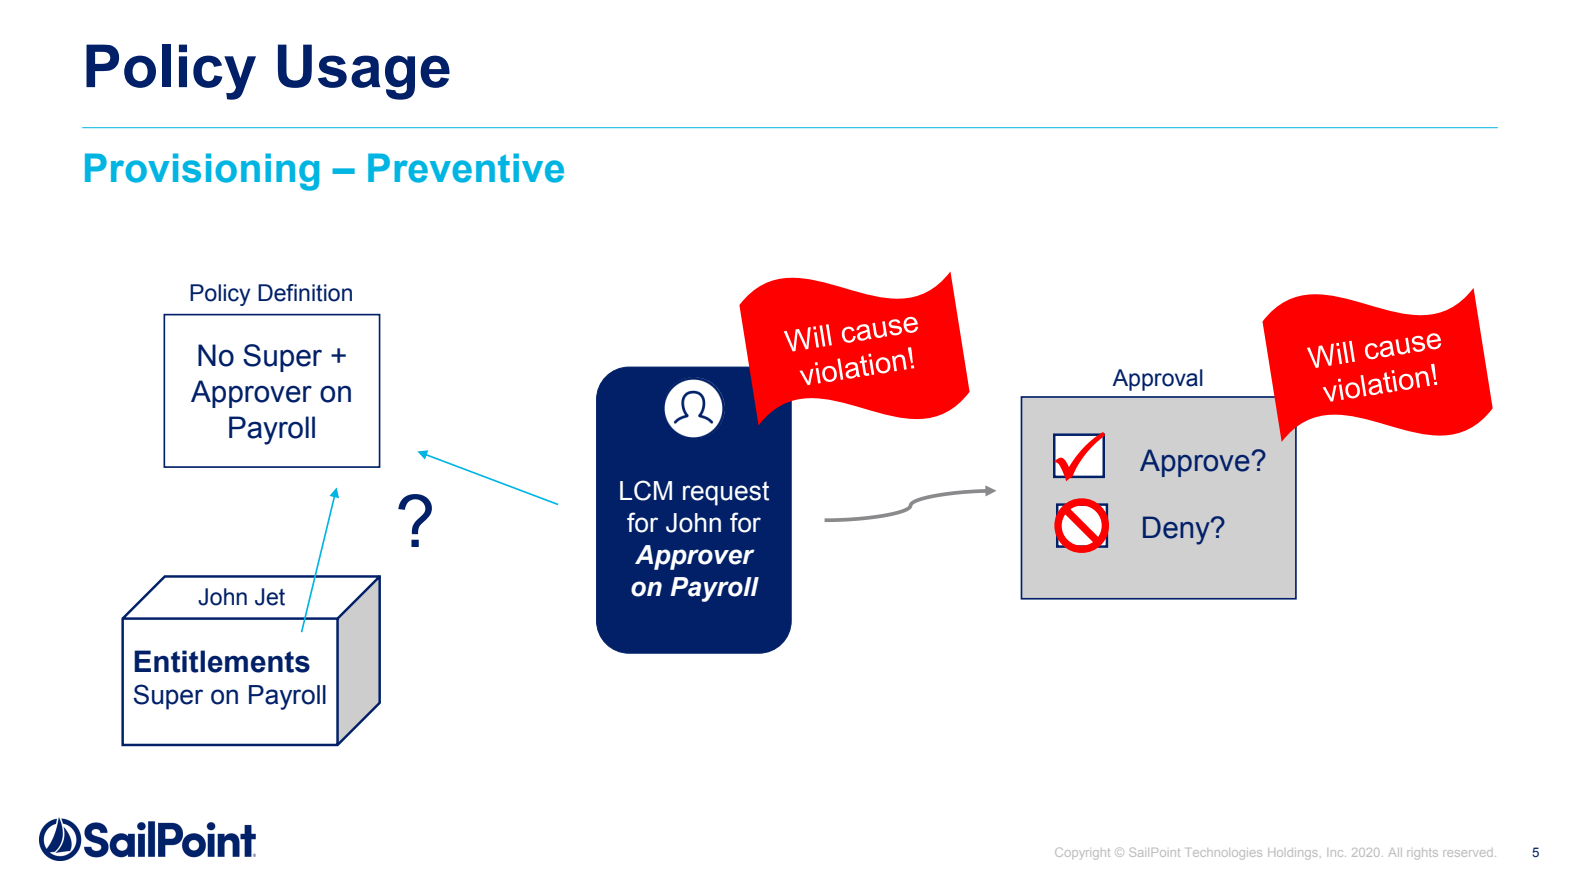 Policy Usage
Provisioning – Preventive
Policy Definition
No Super +
Approver on
Payroll
?
John Jet
Entitlements
Super on Payroll
LCM request
for John for
Approver
on Payroll
Will cause
violation!
Approval
Approve?
Deny?
Will cause
violation!
SailPoint
Copyright © SailPoint Technologies Holdings, Inc. 2020. All rights reserved.
5